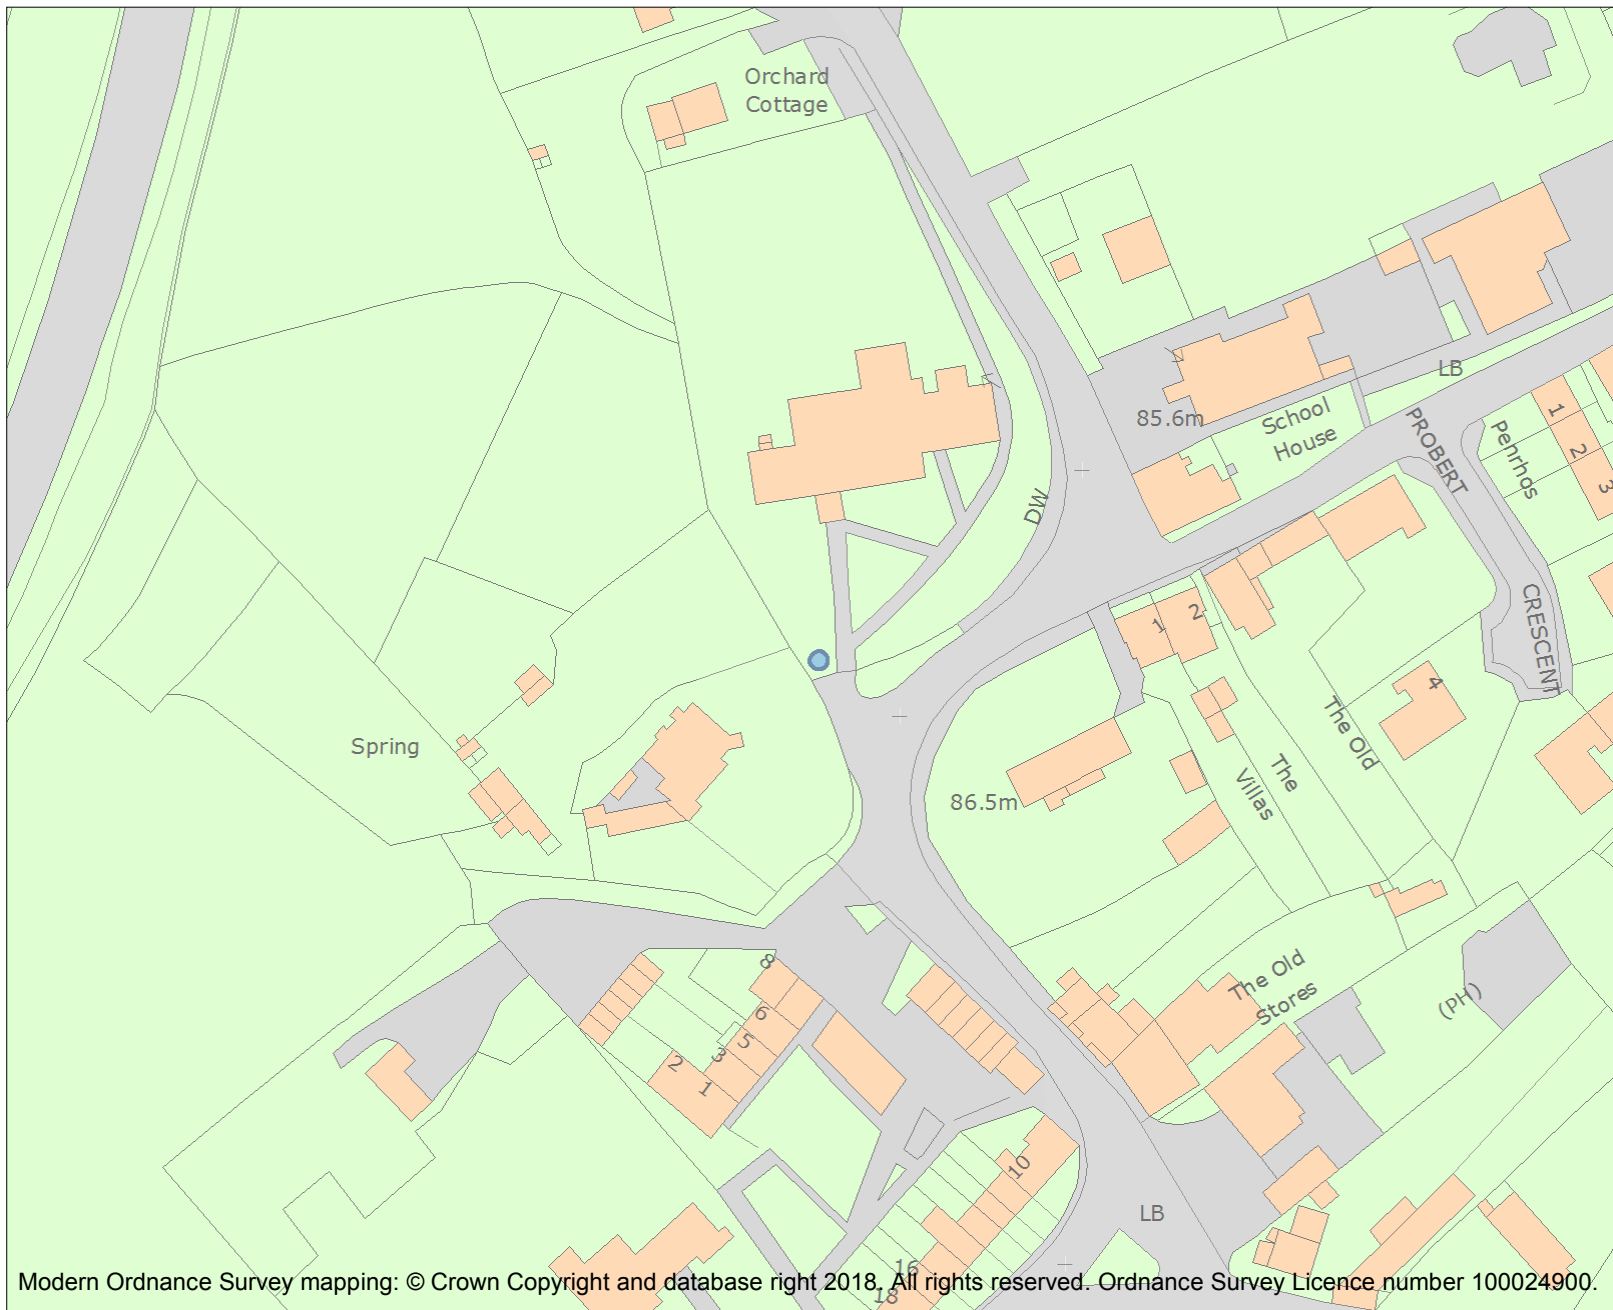 Orchard
Cottage
LB
85.6m
School
House
PROBERT
CRESCENT
Penrhos
1
2
3
DW
1
2
4
The Old
The
Villas
Spring
86.5m
The Old
Stores
(PH)
8
6
5
3
2
1
10
LB
16
18
Modern Ordnance Survey mapping: © Crown Copyright and database right 2018. All rights reserved. Ordnance Survey Licence number 100024900.